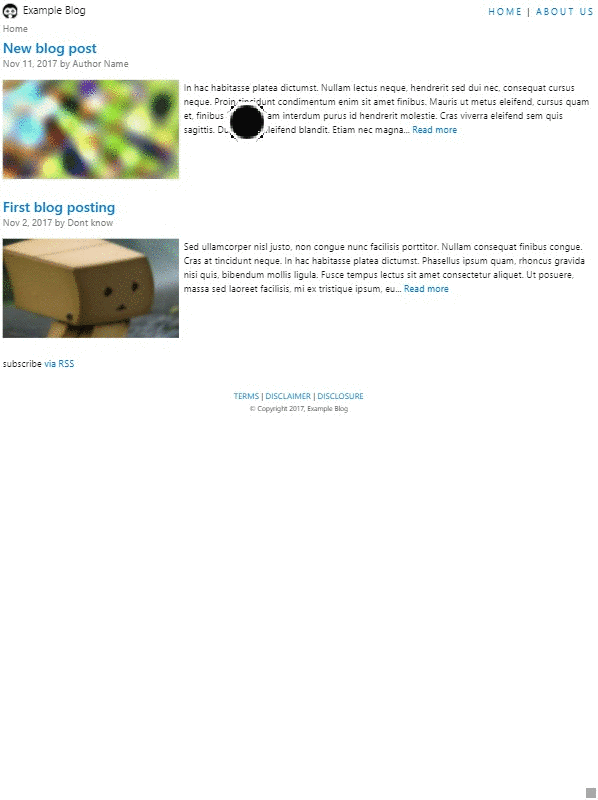 Example Blog
HOME | ABOUT US
Home
New blog post
Nov 11, 2017 by Author Name
In hac habitasse platea dictumst. Nullam lectus neque, hendrerit sed dui nec, consequat cursus
neque. Proin tincidunt condimentum enim sit amet finibus. Mauris ut metus eleifend, cursus quam
et, finibus am interdum purus id hendrerit molestie. Cras viverra eleifend sem quis
sagittis. eleifend blandit. Etiam nec magna... Read more
First blog posting
Nov 2, 2017 by Dont know
Sed ullamcorper nisl justo, non congue nunc facilisis porttitor. Nullam consequat finibus congue.
Cras at tincidunt neque. In hac habitasse platea dictumst. Phasellus ipsum quam, rhoncus gravida
nisi quis, bibendum mollis ligula. Fusce tempus lectus sit amet consectetur aliquet. Ut posuere,
massa sed laoreet facilisis, mi ex tristique ipsum, eu... Read more
subscribe via RSS
TERMS | DISCLAIMER | DISCLOSURE
© Copyright 2017, Example Blog